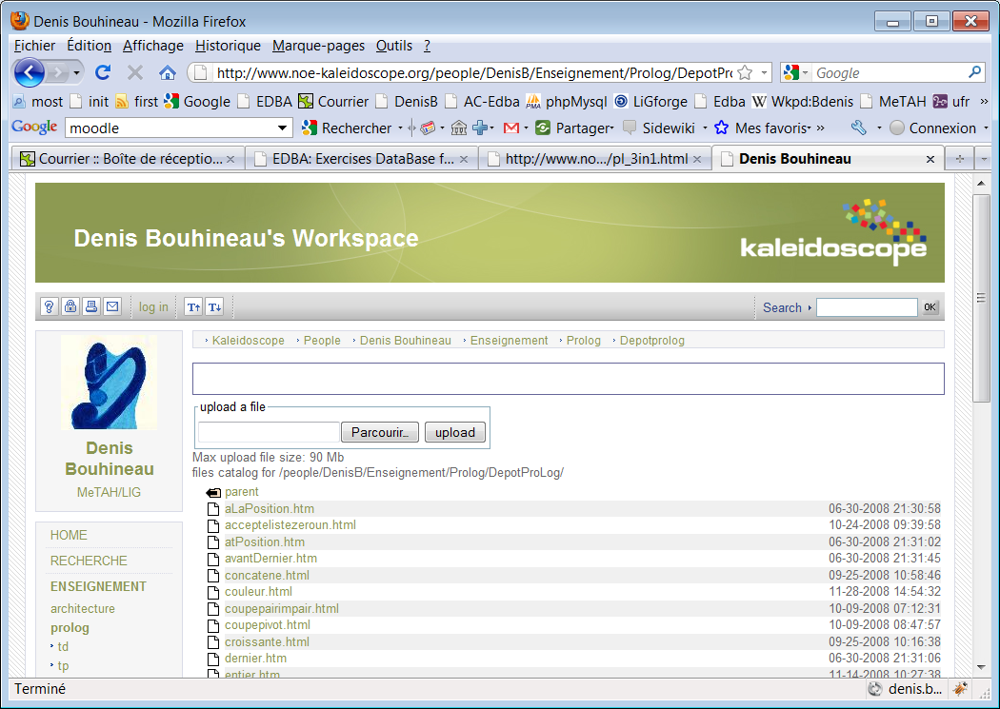 Denis Bouhineau - Mozilla Firefox
Fichier Édition Affichage Historique Marque-pages Outils ?
http://www.noe-kaleidoscope.org/people/DenisB/Enseignement/Prolog/DepotPro Google
most init first Google EDBA Courrier DenisB AC-Edba phpMysql LiGforge Edba Wkpd:Bdenis MeTAH ufr »
Google moodle Rechercher Partager Sidewiki Mes favoris » Connexion
Courrier :: Boîte de réceptio... EDBA: Exercises DataBase f... http://www.no.../pl_3in1.html Denis Bouhineau
Denis Bouhineau's Workspace
kaleidoscope
log in T T Search OK
Kaleidoscope People Denis Bouhineau Enseignement Prolog Depotprolog
Denis
Bouhineau
MeTAH/LIG
HOME
RECHERCHE
ENSEIGNEMENT
architecture
prolog
td
tp
upload a file
Parcourir... upload
Max upload file size: 90 Mb
files catalog for /people/DenisB/Enseignement/Prolog/DepotProLog/
parent
aLaPosition.htm 06-30-2008 21:30:58
acceptelistezeroun.html 10-24-2008 09:39:58
atPosition.htm 06-30-2008 21:31:02
avantDernier.htm 06-30-2008 21:31:45
concatene.html 09-25-2008 10:58:46
couleur.html 11-28-2008 14:54:32
coupepairimpair.html 10-09-2008 07:12:31
coupepivot.html 10-09-2008 08:47:57
croissante.html 09-25-2008 10:16:38
dernier.htm 06-30-2008 21:31:06
entier.htm 11-14-2008 10:27:38
Terminé denis.b...